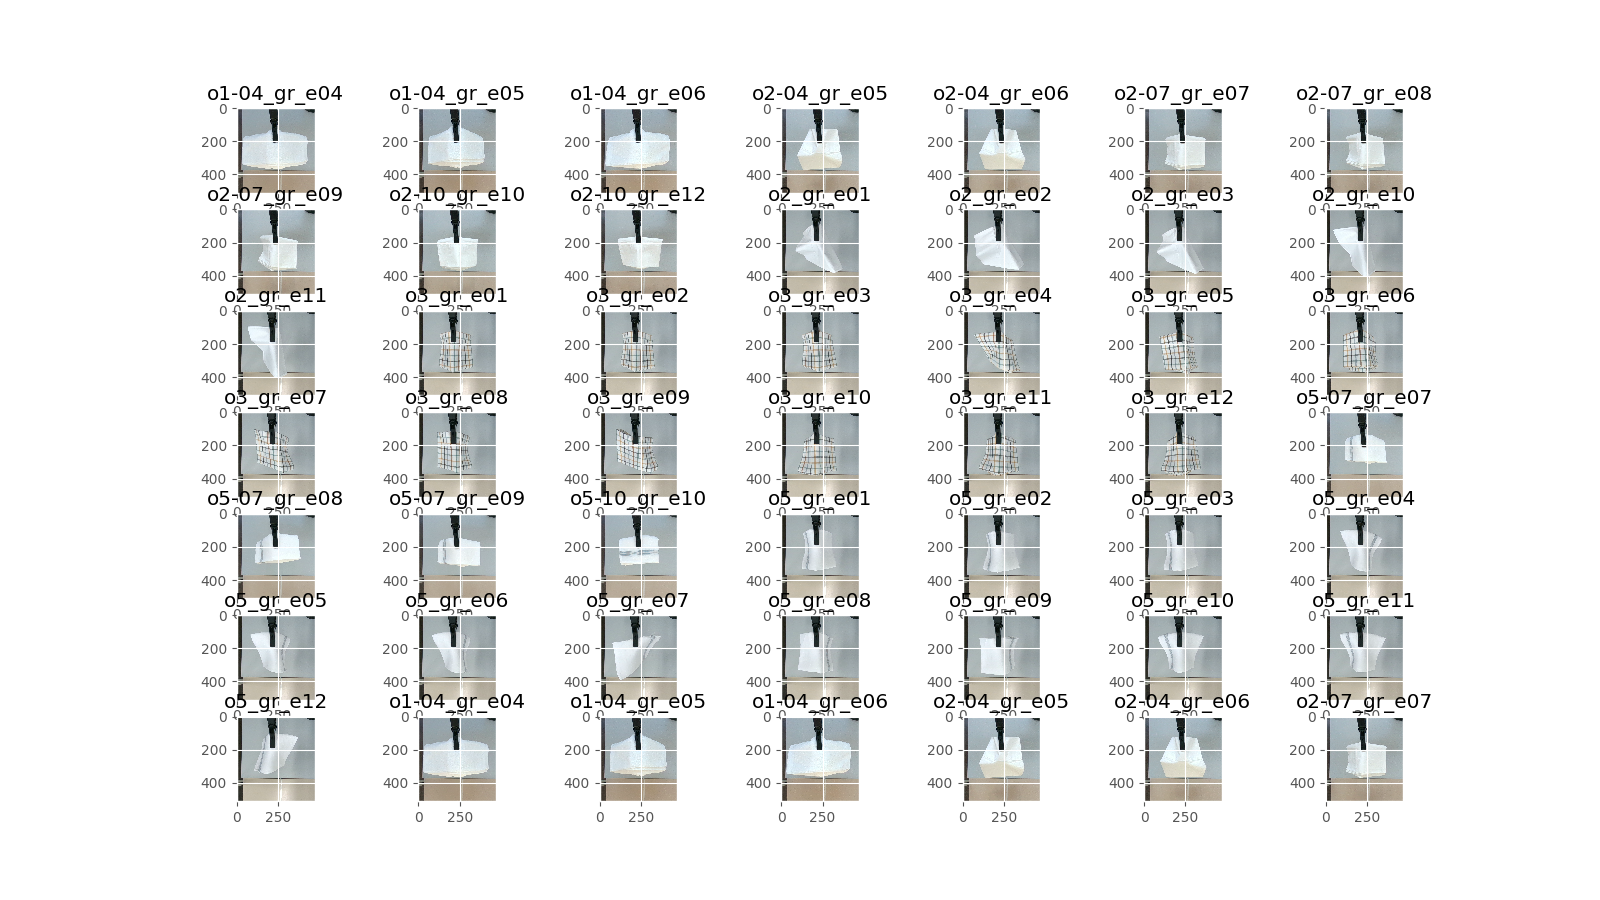 o1-04_gr_e04 o1-04_gr_e05 o1-04_gr_e06 o2-04_gr_e05 o2-04_gr_e06 o2-07_gr_e07 o2-07_gr_e08
0 0 0 0 0 0 0
200 200 200 200 200 200 200
400 400 400 400 400 400 400
o2-07_gr_e09 o2-10_gr_e10 o2-10_gr_e12 o2_gr_e01 o2_gr_e02 o2_gr_e03 o2_gr_e10
0 0 0 0 0 0 0
200 200 200 200 200 200 200
400 400 400 400 400 400 400
o2_gr_e11 o3_gr_e01 o3_gr_e02 o3_gr_e03 o3_gr_e04 o3_gr_e05 o3_gr_e06
0 0 0 0 0 0 0
200 200 200 200 200 200 200
400 400 400 400 400 400 400
o3_gr_e07 o3_gr_e08 o3_gr_e09 o3_gr_e10 o3_gr_e11 o3_gr_e12 o5-07_gr_e07
0 0 0 0 0 0 0
200 200 200 200 200 200 200
400 400 400 400 400 400 400
o5-07_gr_e08 o5-07_gr_e09 o5-10_gr_e10 o5_gr_e01 o5_gr_e02 o5_gr_e03 o5_gr_e04
0 0 0 0 0 0 0
200 200 200 200 200 200 200
400 400 400 400 400 400 400
o5_gr_e05 o5_gr_e06 o5_gr_e07 o5_gr_e08 o5_gr_e09 o5_gr_e10 o5_gr_e11
0 0 0 0 0 0 0
200 200 200 200 200 200 200
400 400 400 400 400 400 400
o5_gr_e12 o1-04_gr_e04 o1-04_gr_e05 o1-04_gr_e06 o2-04_gr_e05 o2-04_gr_e06 o2-07_gr_e07
0 0 0 0 0 0 0
200 200 200 200 200 200 200
400 400 400 400 400 400 400
0 250 0 250 0 250 0 250 0 250 0 250 0 250